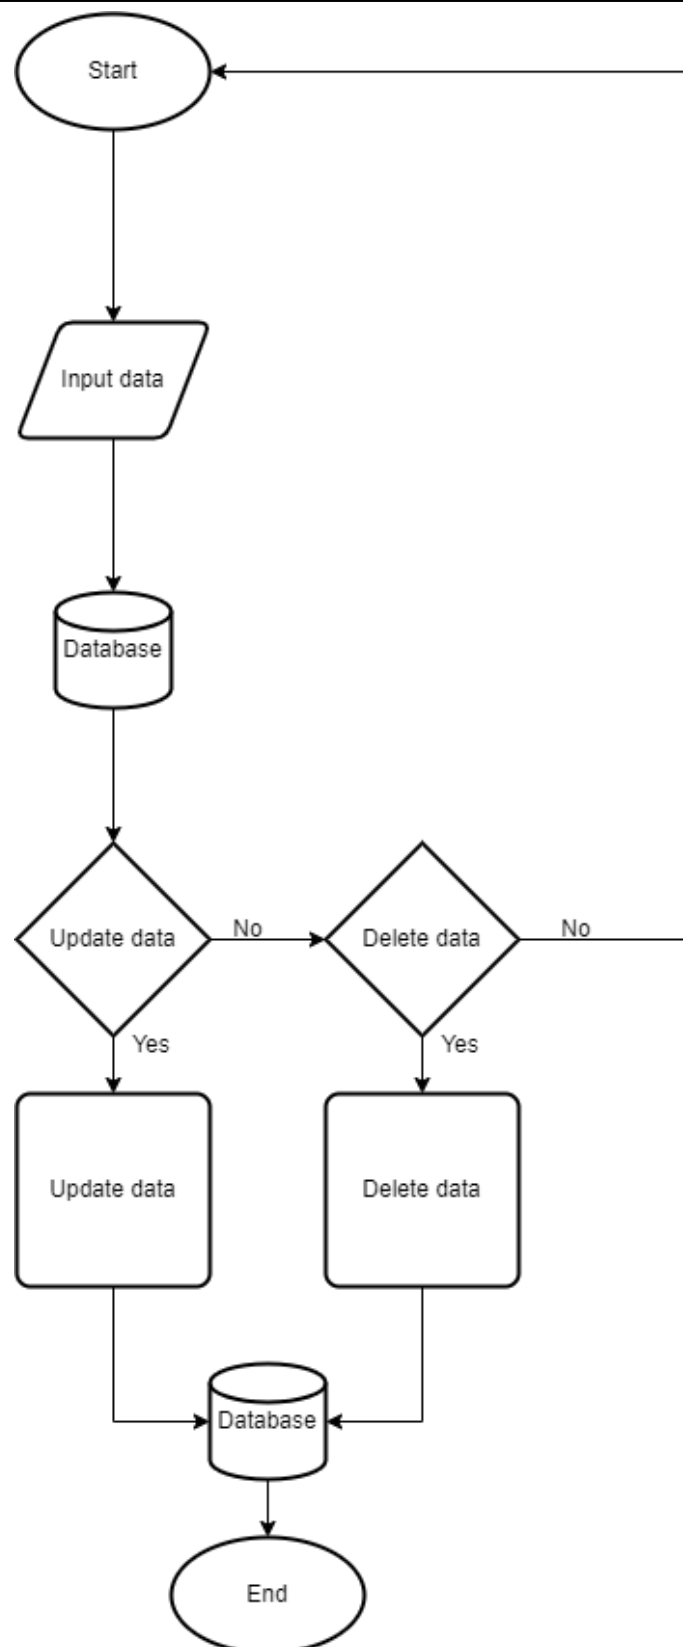 Start
Input data
Database
Update data
No
Delete data
No
Yes
Yes
Update data
Delete data
Database
End